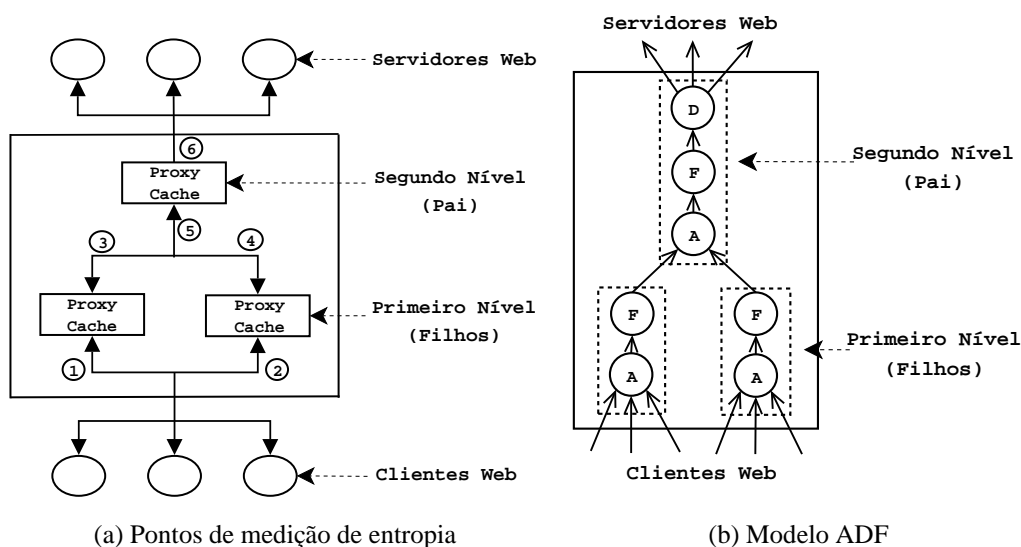 Servidores Web
6
Proxy
Cache
Segundo Nível
(Pai)
5
3
4
Proxy
Cache
Proxy
Cache
Primeiro Nível
(Filhos)
1
2
Clientes Web
(a) Pontos de medição de entropia
Servidores Web
D
F
A
Segundo Nível
(Pai)
F
F
A
A
Primeiro Nível
(Filhos)
Clientes Web
(b) Modelo ADF